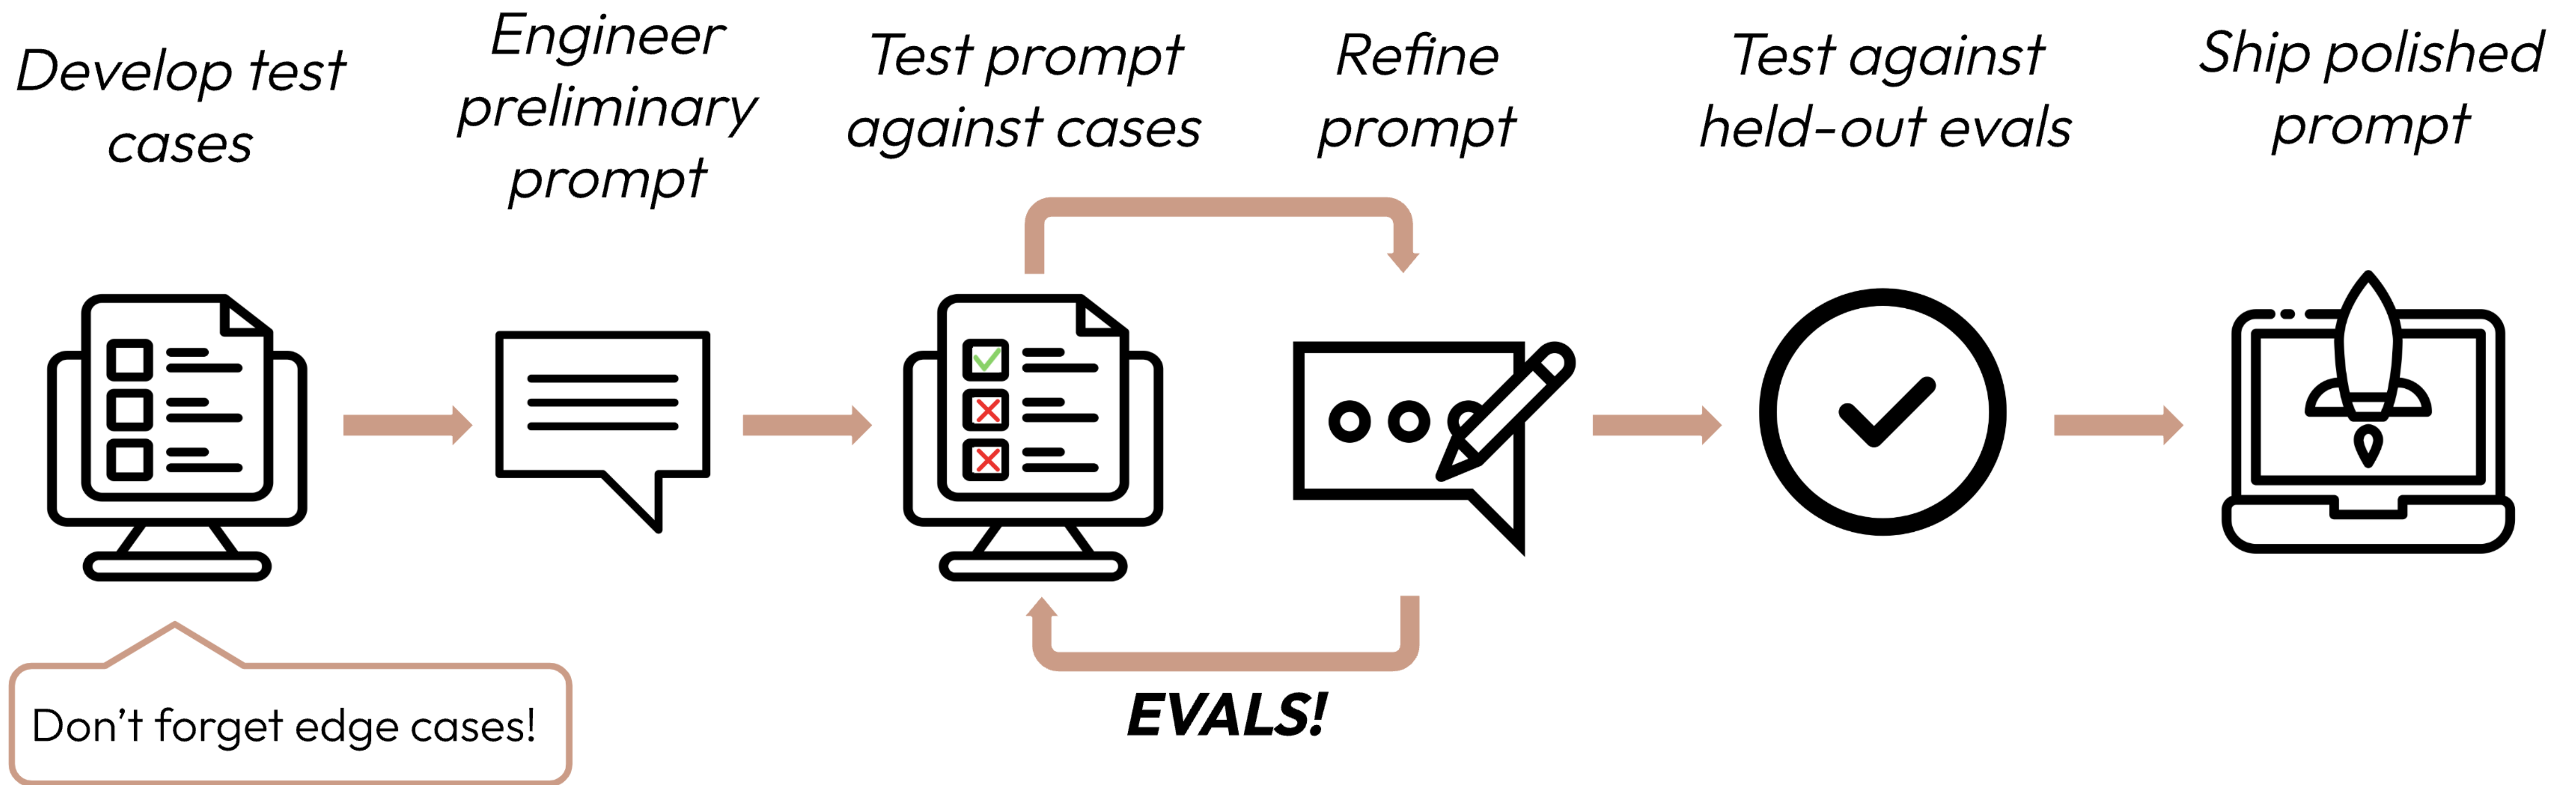 Develop test
cases
Engineer
preliminary
prompt
Test prompt
against cases
Refine
prompt
Test against
held-out evals
Ship polished
prompt
Don’t forget edge cases!
EVALS!